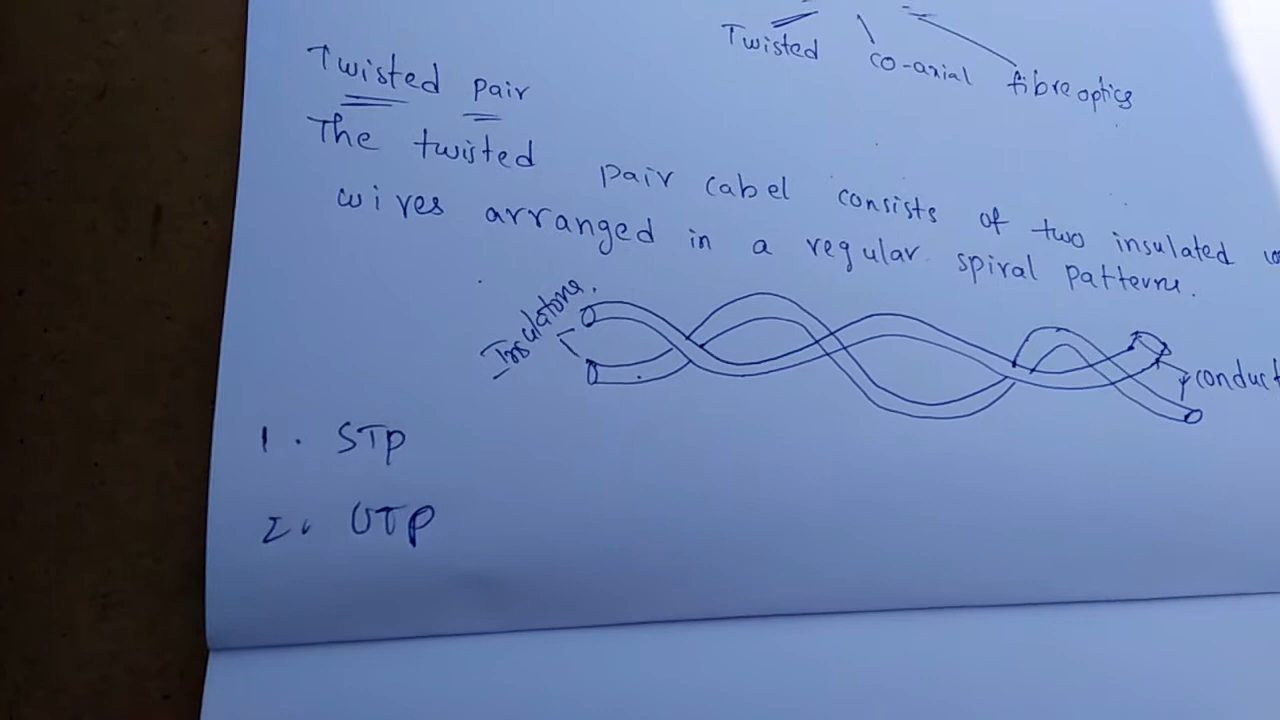 Twisted co-axial fibre optics
Twisted pair
The twisted pair cabel consists of two insulated
wires arranged in a regular spiral pattern.
Insulators.
conduct
1. STP
2. UTP